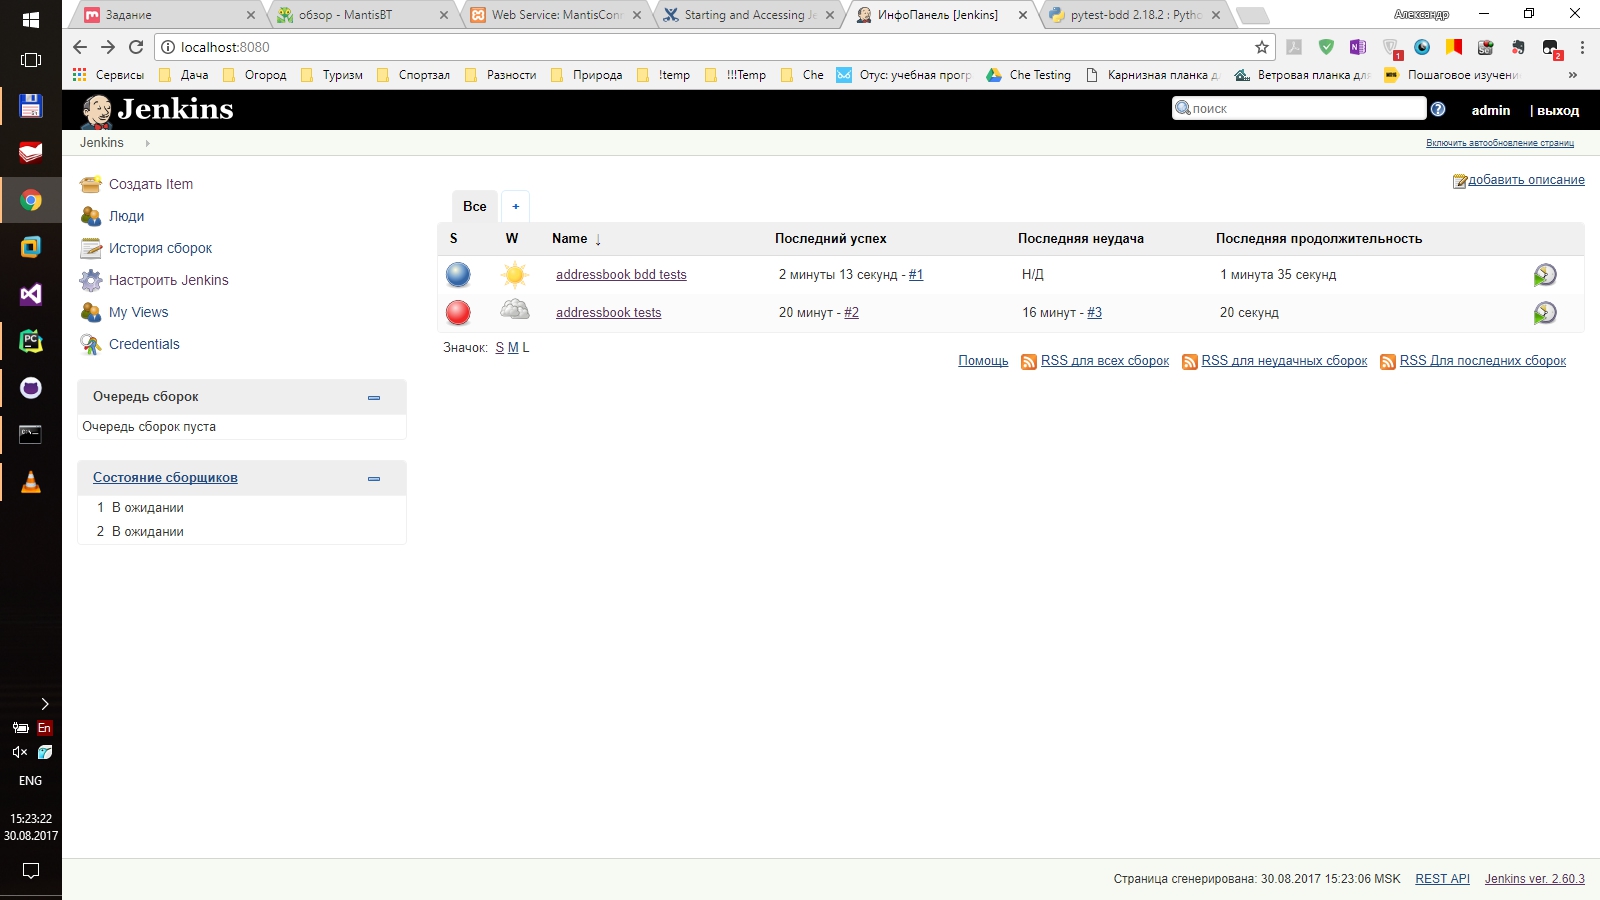 Задание
обзор - MantisBT
Web Service: MantisConn
Starting and Accessing Je
ИнфоПанель [Jenkins]
pytest-bdd 2.18.2 : Pytho
Александр
localhost:8080
1
2
Сервисы
Дача
Огород
Туризм
Спортзал
Разности
Природа
!temp
!!!Temp
Che
Отус: учебная прогр
Che Testing
Карнизная планка д
Ветровая планка для
Пошаговое изучени
»
Jenkins
поиск
admin
| выход
Jenkins
Включить автообновление страниц
Создать Item
Люди
История сборок
Настроить Jenkins
My Views
Credentials
Очередь сборок
Очередь сборок пуста
Состояние сборщиков
1 В ожидании
2 В ожидании
добавить описание
Все +
S W Name ↓ Последний успех Последняя неудача Последняя продолжительность
addressbook bdd tests 2 минуты 13 секунд - #1 Н/Д 1 минута 35 секунд
addressbook tests 20 минут - #2 16 минут - #3 20 секунд
Значок: S M L
Помощь RSS для всех сборок RSS для неудачных сборок RSS Для последних сборок
En
ENG
15:23:22
30.08.2017
Страница сгенерирована: 30.08.2017 15:23:06 MSK REST API Jenkins ver. 2.60.3